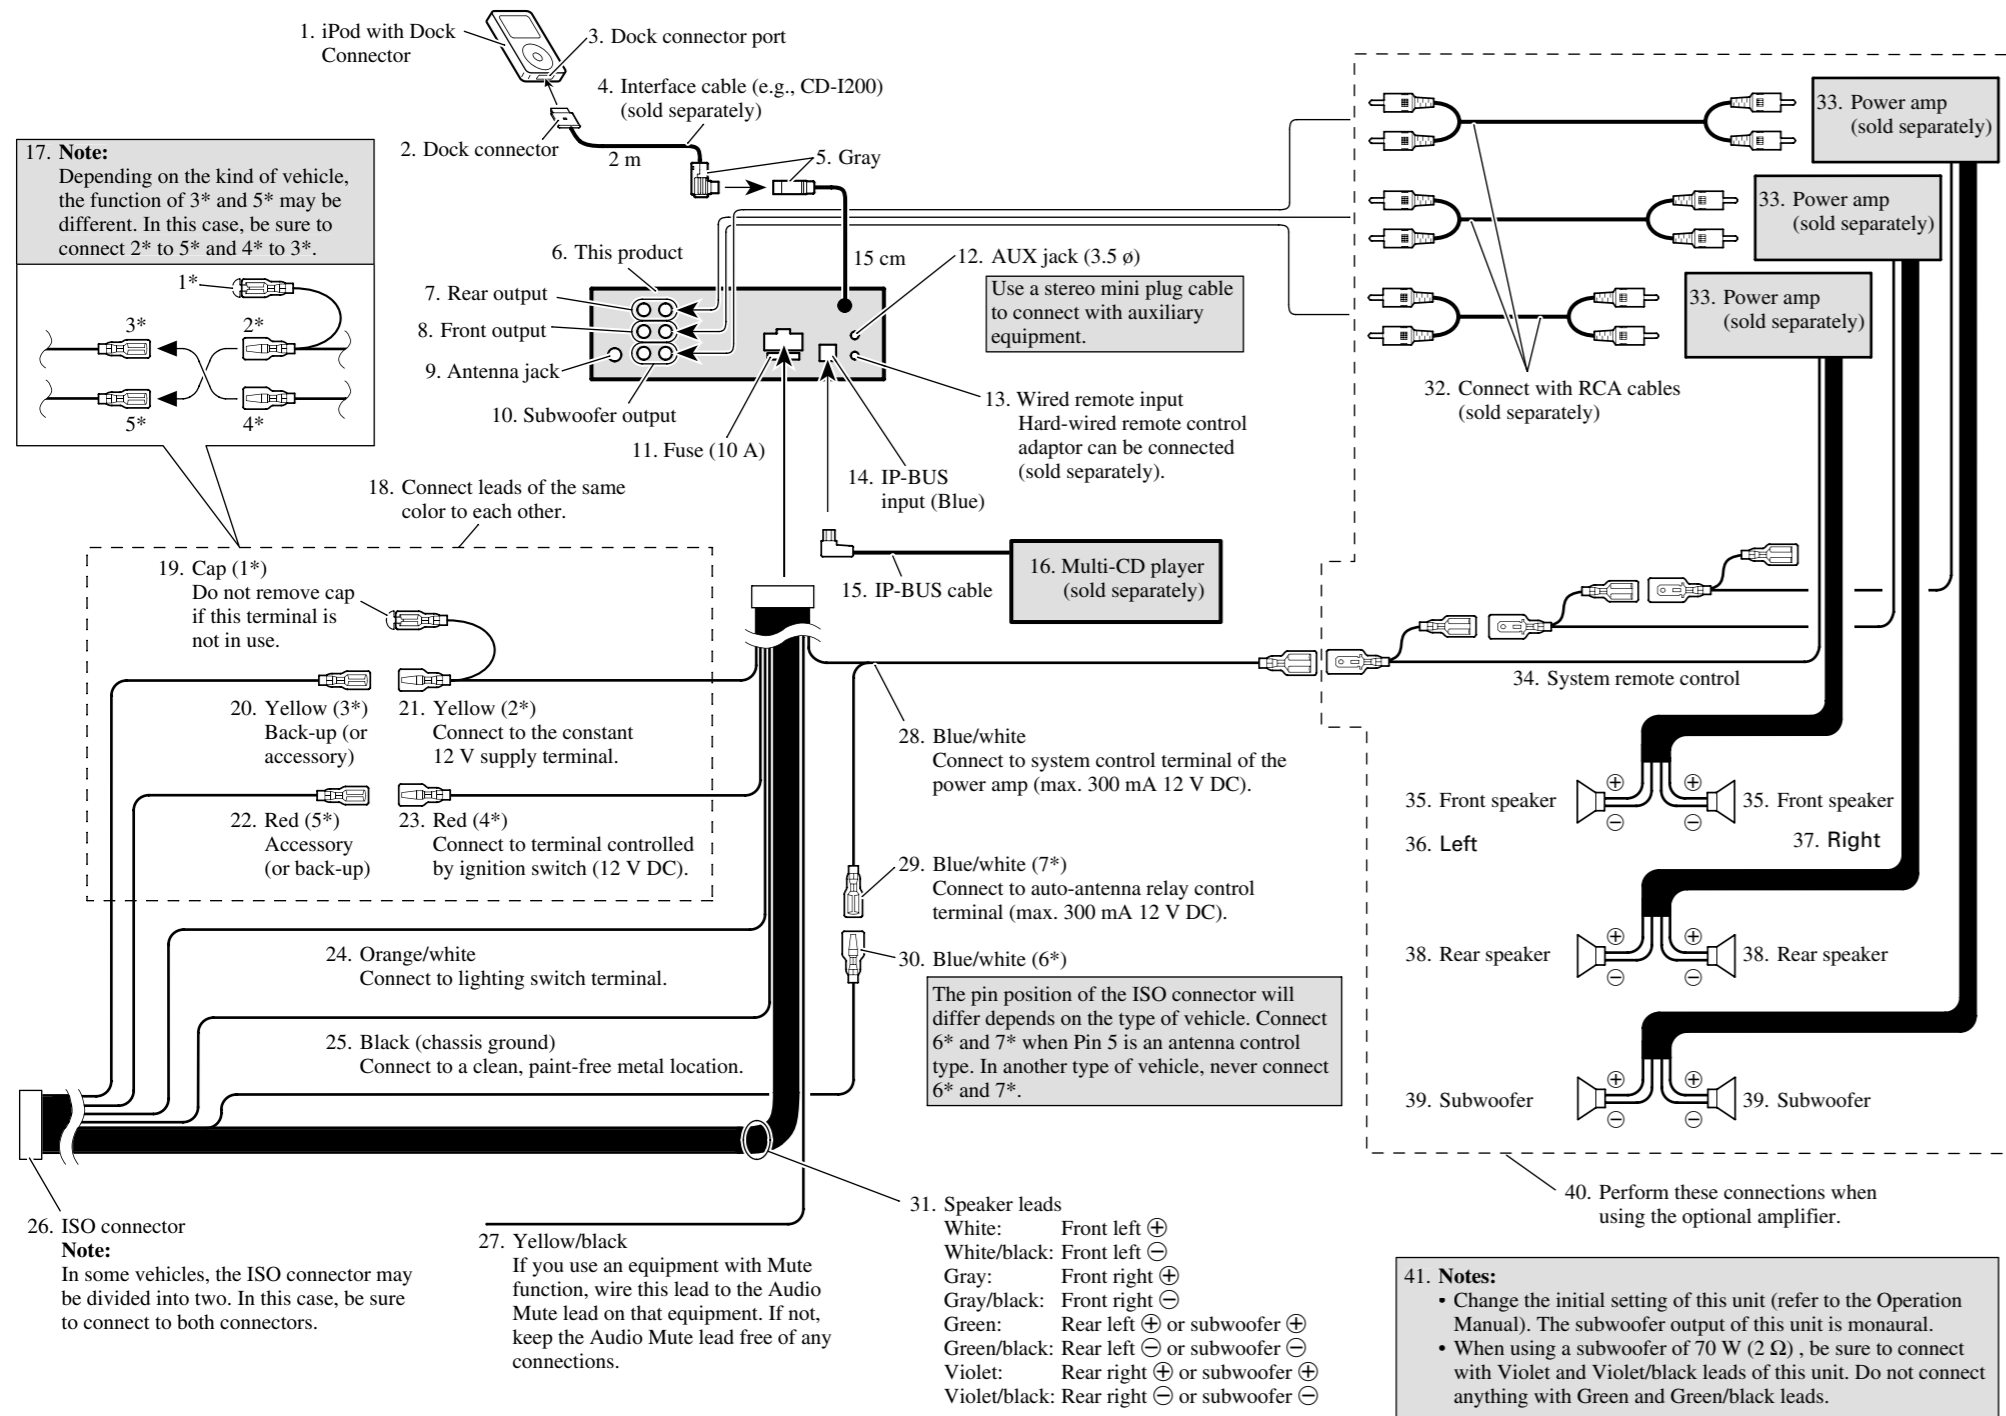 1. iPod with Dock
Connector
3. Dock connector port
4. Interface cable (e.g., CD-I200)
(sold separately)
2. Dock connector
2 m
5. Gray
15 cm
6. This product
7. Rear output
8. Front output
9. Antenna jack
10. Subwoofer output
11. Fuse (10 A)
12. AUX jack (3.5 ø)
Use a stereo mini plug cable
to connect with auxiliary
equipment.
13. Wired remote input
Hard-wired remote control
adaptor can be connected
(sold separately).
14. IP-BUS
input (Blue)
15. IP-BUS cable
16. Multi-CD player
(sold separately)
17. Note:
Depending on the kind of vehicle,
the function of 3* and 5* may be
different. In this case, be sure to
connect 2* to 5* and 4* to 3*.
1*
3*
2*
5*
4*
18. Connect leads of the same
color to each other.
19. Cap (1*)
Do not remove cap
if this terminal is
not in use.
20. Yellow (3*)
Back-up (or
accessory)
21. Yellow (2*)
Connect to the constant
12 V supply terminal.
22. Red (5*)
Accessory
(or back-up)
23. Red (4*)
Connect to terminal controlled
by ignition switch (12 V DC).
24. Orange/white
Connect to lighting switch terminal.
25. Black (chassis ground)
Connect to a clean, paint-free metal location.
26. ISO connector
Note:
In some vehicles, the ISO connector may
be divided into two. In this case, be sure
to connect to both connectors.
27. Yellow/black
If you use an equipment with Mute
function, wire this lead to the Audio
Mute lead on that equipment. If not,
keep the Audio Mute lead free of any
connections.
28. Blue/white
Connect to system control terminal of the
power amp (max. 300 mA 12 V DC).
29. Blue/white (7*)
Connect to auto-antenna relay control
terminal (max. 300 mA 12 V DC).
30. Blue/white (6*)
The pin position of the ISO connector will
differ depends on the type of vehicle. Connect
6* and 7* when Pin 5 is an antenna control
type. In another type of vehicle, never connect
6* and 7*.
31. Speaker leads
White: Front left ⊕
White/black: Front left ⊖
Gray: Front right ⊕
Gray/black: Front right ⊖
Green: Rear left ⊕ or subwoofer ⊕
Green/black: Rear left ⊖ or subwoofer ⊖
Violet: Rear right ⊕ or subwoofer ⊕
Violet/black: Rear right ⊖ or subwoofer ⊖
33. Power amp
(sold separately)
33. Power amp
(sold separately)
33. Power amp
(sold separately)
32. Connect with RCA cables
(sold separately)
34. System remote control
35. Front speaker ⊕ ⊖ ⊕ ⊖ 35. Front speaker
36. Left
37. Right
38. Rear speaker ⊕ ⊖ ⊕ ⊖ 38. Rear speaker
39. Subwoofer ⊕ ⊖ ⊕ ⊖ 39. Subwoofer
40. Perform these connections when
using the optional amplifier.
41. Notes:
• Change the initial setting of this unit (refer to the Operation
Manual). The subwoofer output of this unit is monaural.
• When using a subwoofer of 70 W (2 Ω) , be sure to connect
with Violet and Violet/black leads of this unit. Do not connect
anything with Green and Green/black leads.